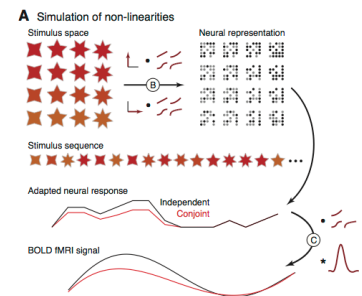 A Simulation of non-linearities
Stimulus space
Neural representation
B
Stimulus sequence
Adapted neural response
Independent
Conjoint
C
BOLD fMRI signal
*